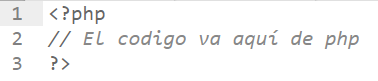 1 <?php
2 // El codigo va aquí de php
3 ?>